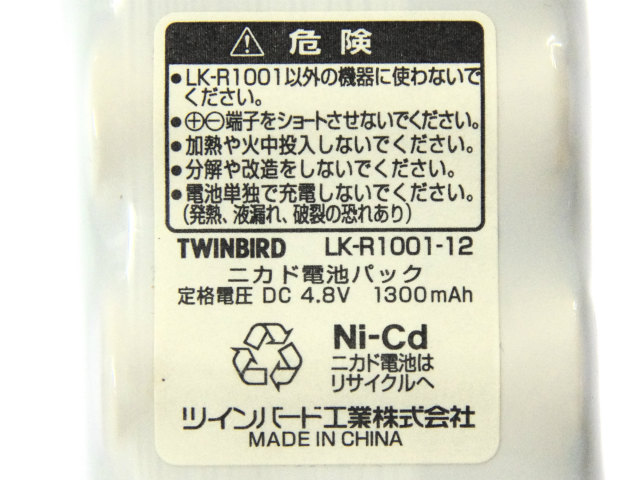 ⚠ 危険
●LK-R1001以外の機器に使わないで
ください。
●⊕⊖端子をショートさせないでください。
●加熱や火中投入しないでください。
●分解や改造をしないでください。
●電池単独で充電しないでください。
(発熱、液漏れ、破裂の恐れあり)
TWINBIRD LK-R1001-12
ニカド電池パック
定格電圧 DC 4.8V 1300mAh
Ni-Cd
ニカド電池は
リサイクルへ
ツインバード工業株式会社
MADE IN CHINA